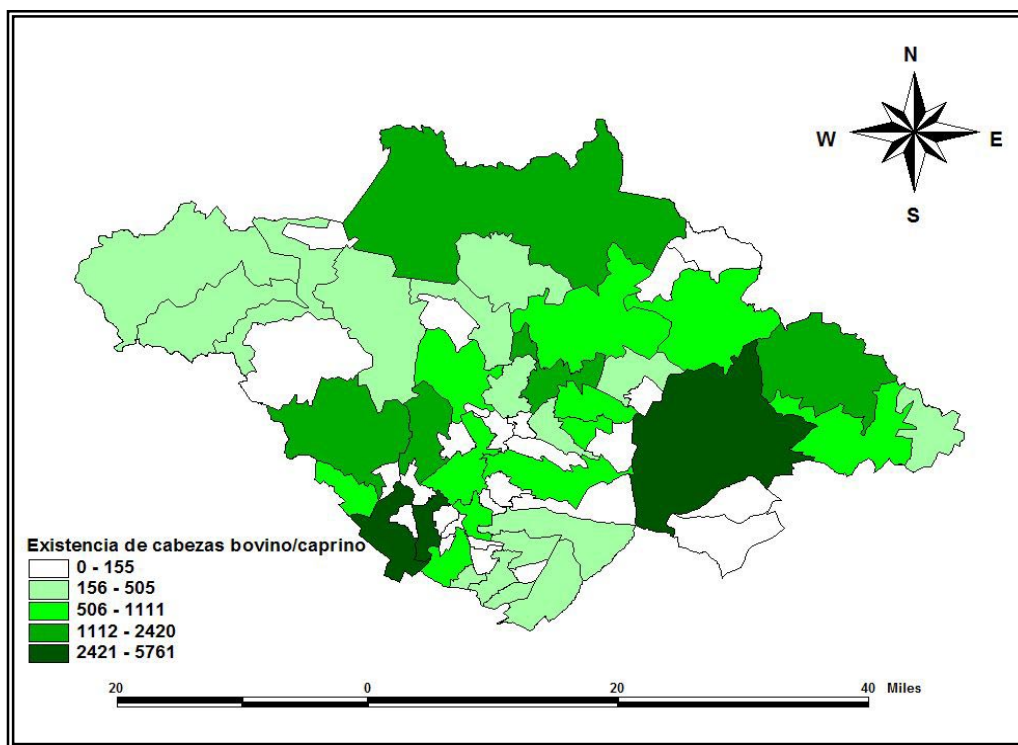 N
W E
S
Existencia de cabezas bovino/caprino
0 - 155
156 - 505
506 - 1111
1112 - 2420
2421 - 5761
20 0 20 40 Miles